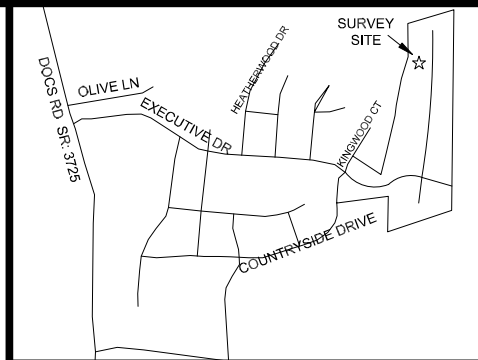 SURVEY
SITE
HEATHERWOOD DR
DOCS RD SR: 3725
OLIVE LN
EXECUTIVE DR
KINGWOOD CT
COUNTRYSIDE DRIVE